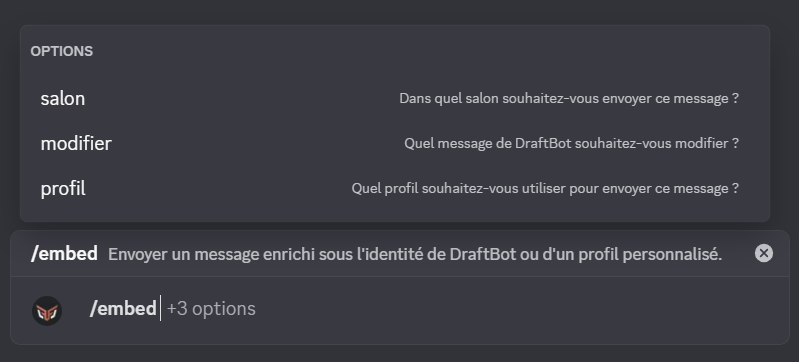 OPTIONS
salon Dans quel salon souhaitez-vous envoyer ce message ?
modifier Quel message de DraftBot souhaitez-vous modifier ?
profil Quel profil souhaitez-vous utiliser pour envoyer ce message ?
/embed Envoyer un message enrichi sous l'identité de DraftBot ou d'un profil personnalisé.
/embed +3 options